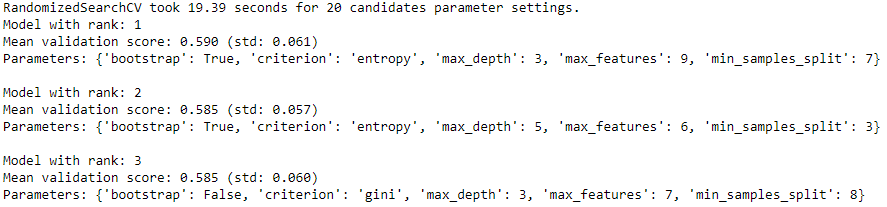 RandomizedSearchCV took 19.39 seconds for 20 candidates parameter settings.
Model with rank: 1
Mean validation score: 0.590 (std: 0.061)
Parameters: {'bootstrap': True, 'criterion': 'entropy', 'max_depth': 3, 'max_features': 9, 'min_samples_split': 7}
Model with rank: 2
Mean validation score: 0.585 (std: 0.057)
Parameters: {'bootstrap': True, 'criterion': 'entropy', 'max_depth': 5, 'max_features': 6, 'min_samples_split': 3}
Model with rank: 3
Mean validation score: 0.585 (std: 0.060)
Parameters: {'bootstrap': False, 'criterion': 'gini', 'max_depth': 3, 'max_features': 7, 'min_samples_split': 8}